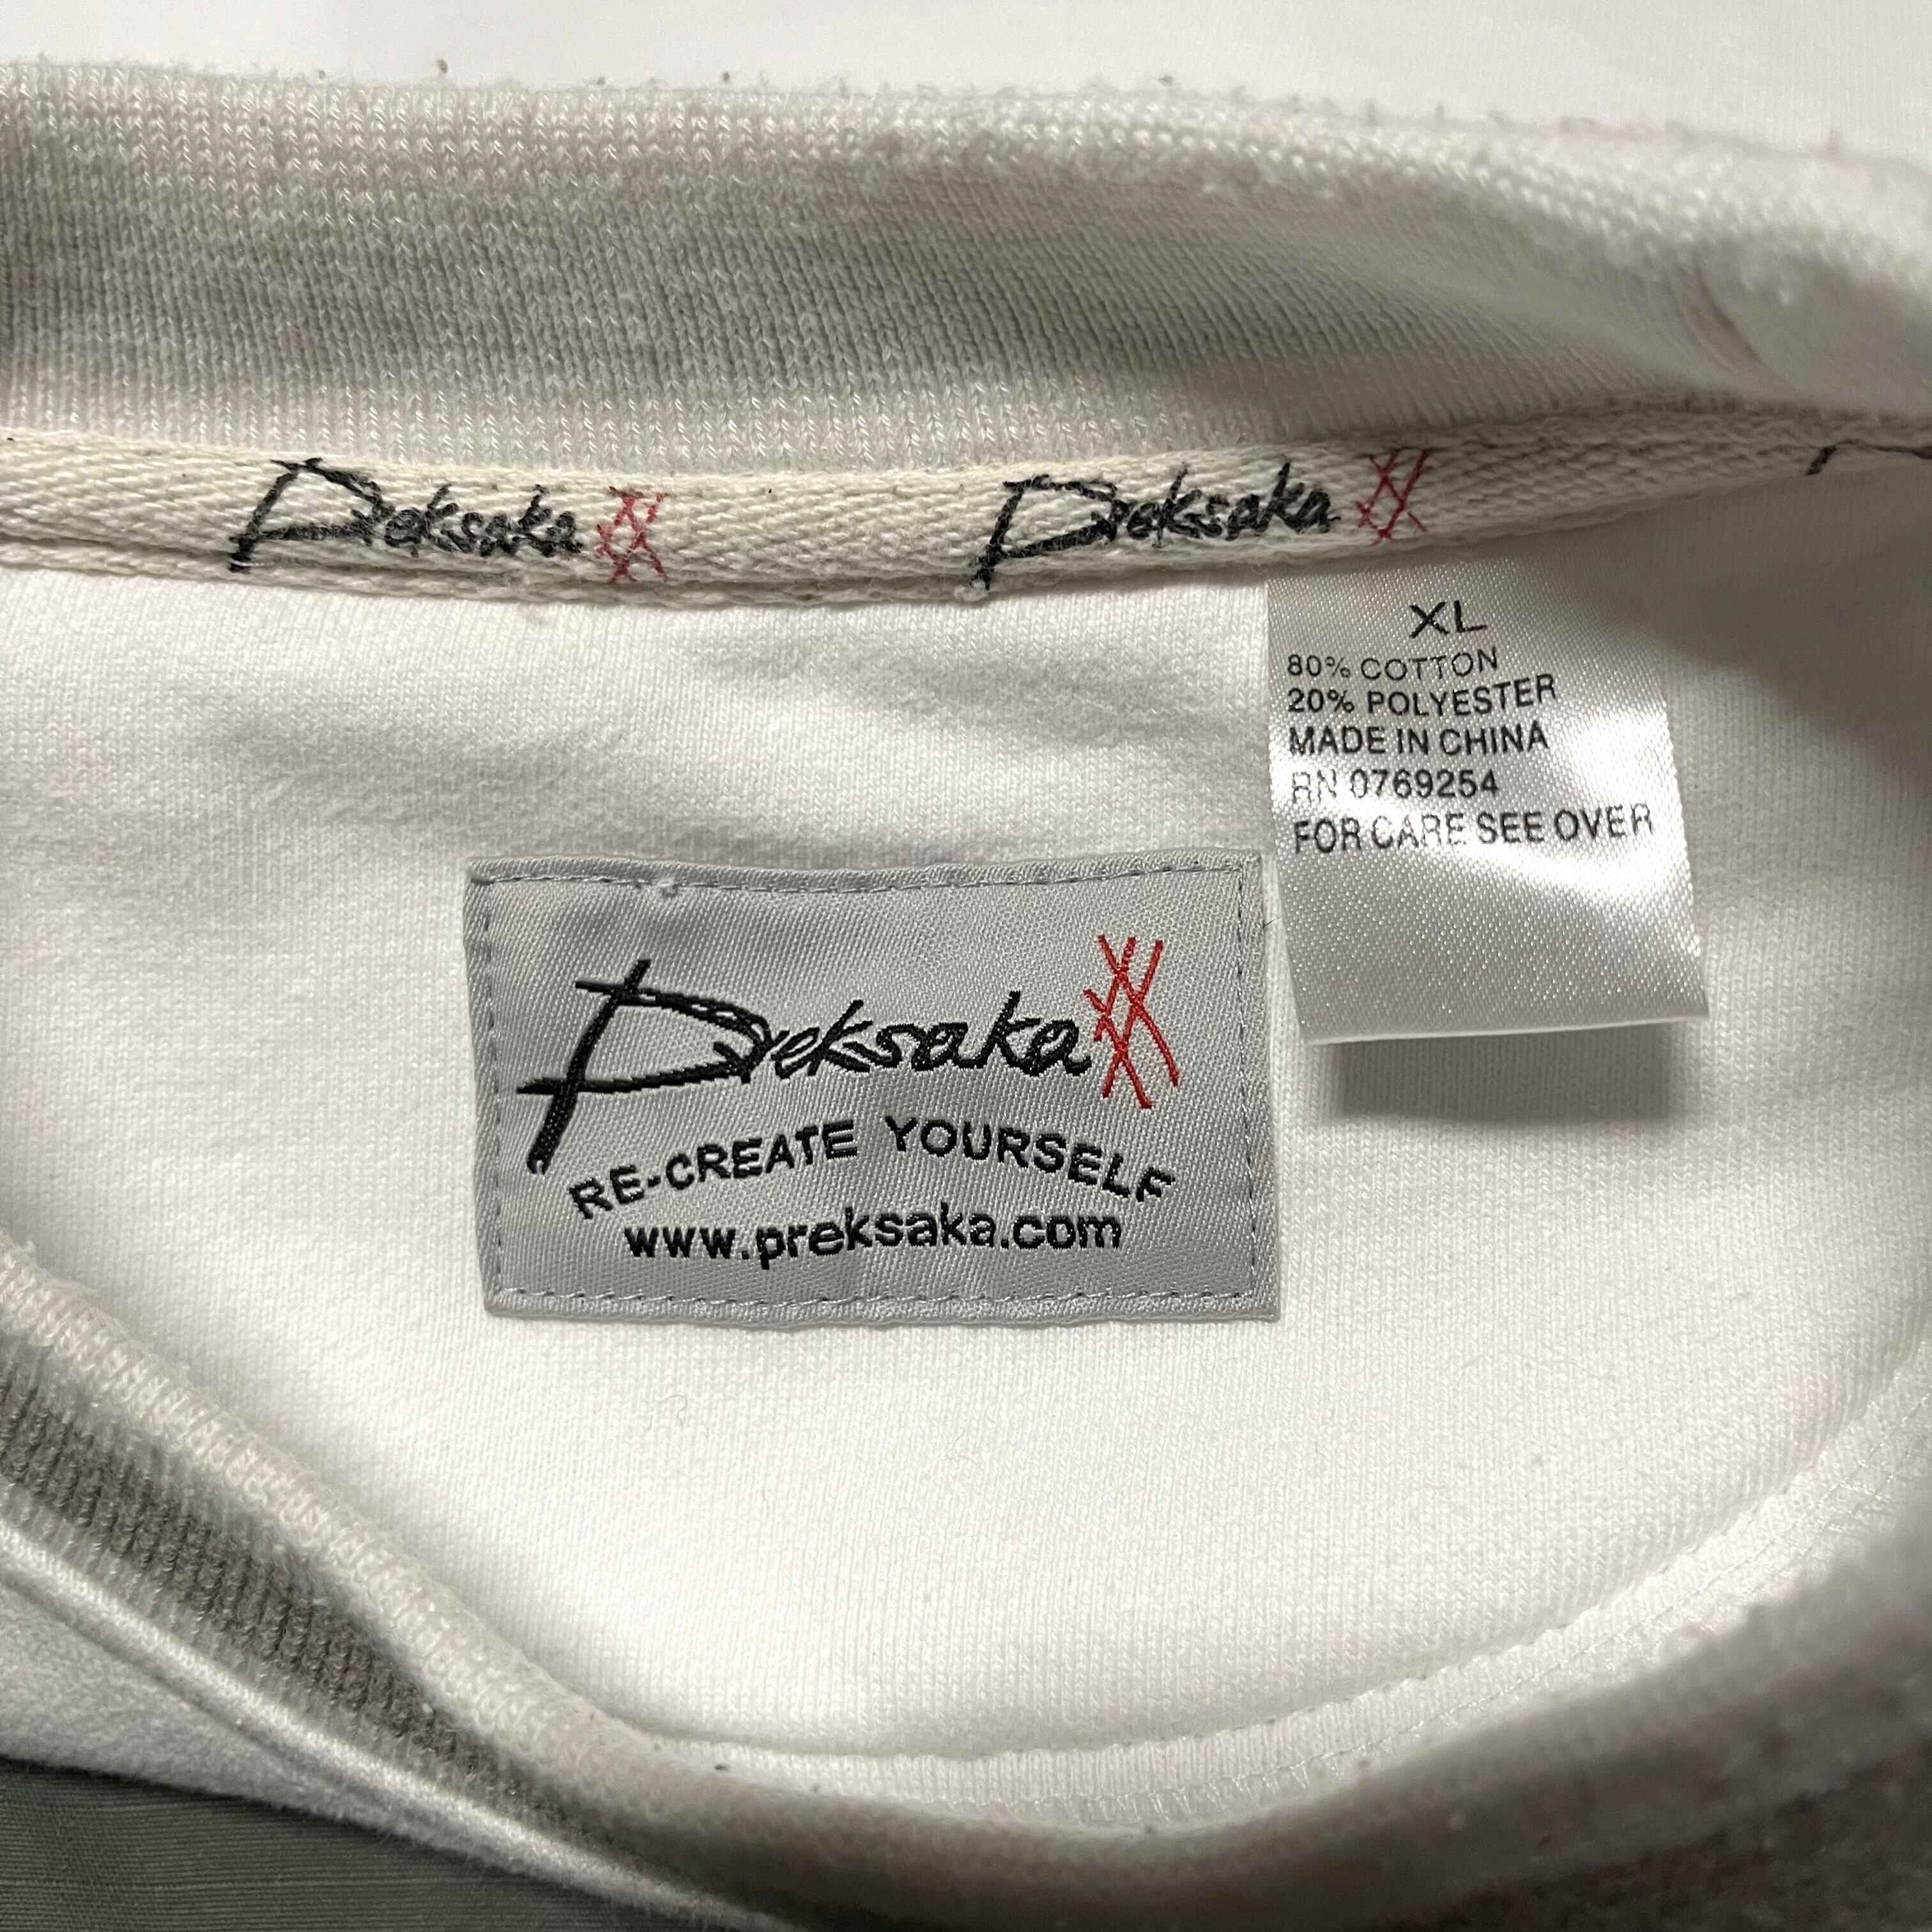 Preksaka
Preksaka
XL
80% COTTON
20% POLYESTER
MADE IN CHINA
RN 0769254
FOR CARE SEE OVER
Preksaka
RE-CREATE YOURSELF
www.preksaka.com